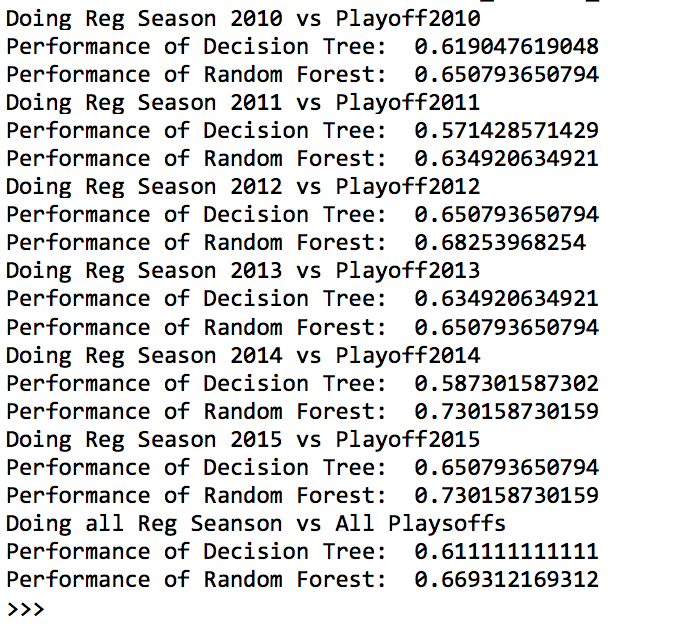 Doing Reg Season 2010 vs Playoff2010
Performance of Decision Tree:  0.619047619048
Performance of Random Forest:  0.650793650794
Doing Reg Season 2011 vs Playoff2011
Performance of Decision Tree:  0.571428571429
Performance of Random Forest:  0.634920634921
Doing Reg Season 2012 vs Playoff2012
Performance of Decision Tree:  0.650793650794
Performance of Random Forest:  0.68253968254
Doing Reg Season 2013 vs Playoff2013
Performance of Decision Tree:  0.634920634921
Performance of Random Forest:  0.650793650794
Doing Reg Season 2014 vs Playoff2014
Performance of Decision Tree:  0.587301587302
Performance of Random Forest:  0.730158730159
Doing Reg Season 2015 vs Playoff2015
Performance of Decision Tree:  0.650793650794
Performance of Random Forest:  0.730158730159
Doing all Reg Seanson vs All Playsoffs
Performance of Decision Tree:  0.611111111111
Performance of Random Forest:  0.669312169312
>>>